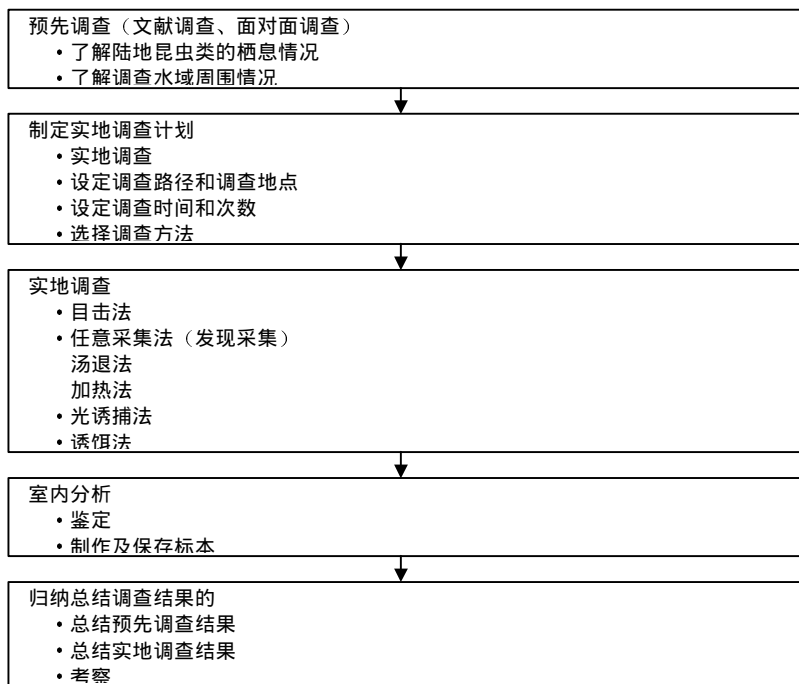 预先调查（文献调查、面对面调查）
• 了解陆地昆虫类的栖息情况
• 了解调查水域周围情况
制定实地调查计划
• 实地调查
• 设定调查路径和调查地点
• 设定调查时间和次数
• 选择调查方法
实地调查
• 目击法
• 任意采集法（发现采集）
汤退法
加热法
• 光诱捕法
• 诱饵法
室内分析
• 鉴定
• 制作及保存标本
归纳总结调查结果的
• 总结预先调查结果
• 总结实地调查结果
• 考察